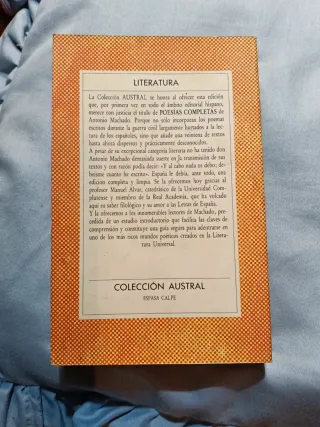 LITERATURA
La Colección AUSTRAL se honra al ofrecer una edición
que, por primera vez en todo el ámbito editorial hispano,
merece con justicia el título de POESÍAS COMPLETAS de
Antonio Machado. Porque no sólo incorporan los poemas
escritos durante la guerra civil largamente hurtados a la lec-
tura de los españoles, sino que añade una veintena de textos
hasta ahora dispersos y prácticamente desconocidos.
A pesar de su excepcional categoría literaria no ha tenido don
Antonio Machado demasiada suerte en la transmisión de sus
textos y con razón podía decir: «Y al cabo nada os debo; de-
béisme cuanto he escrito». España le debía, ante todo, una
edición completa y limpia. Se la ofrecemos hoy gracias al
profesor Manuel Alvar, catedrático de la Universidad Com-
plutense y miembro de la Real Academia, que ha volcado
aquí su saber filológico y su amor a las Letras de España.
Y la ofrecemos a los innumerables lectores de Machado, pre-
cedida de un estudio introductorio que facilita las claves de
comprensión y constituye una guía segura para adentrarse en
uno de los más ricos mundos poéticos creados en la Litera-
tura Universal.
COLECCIÓN AUSTRAL
ESPASA CALPE